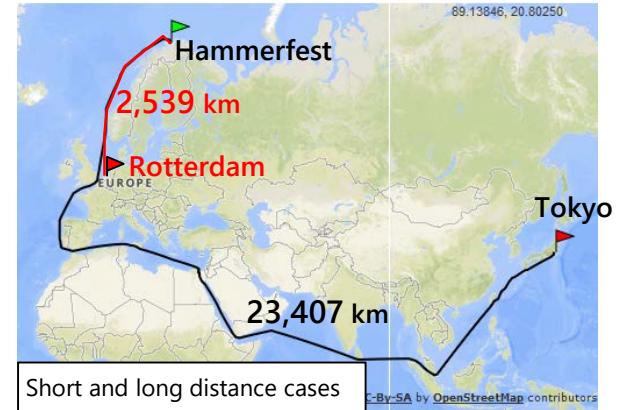 89.13846, 20.80250
Hammerfest
2,539 km
Rotterdam
EUROPE
Tokyo
23,407 km
Short and long distance cases
C-By-SA by OpenStreetMap contributors